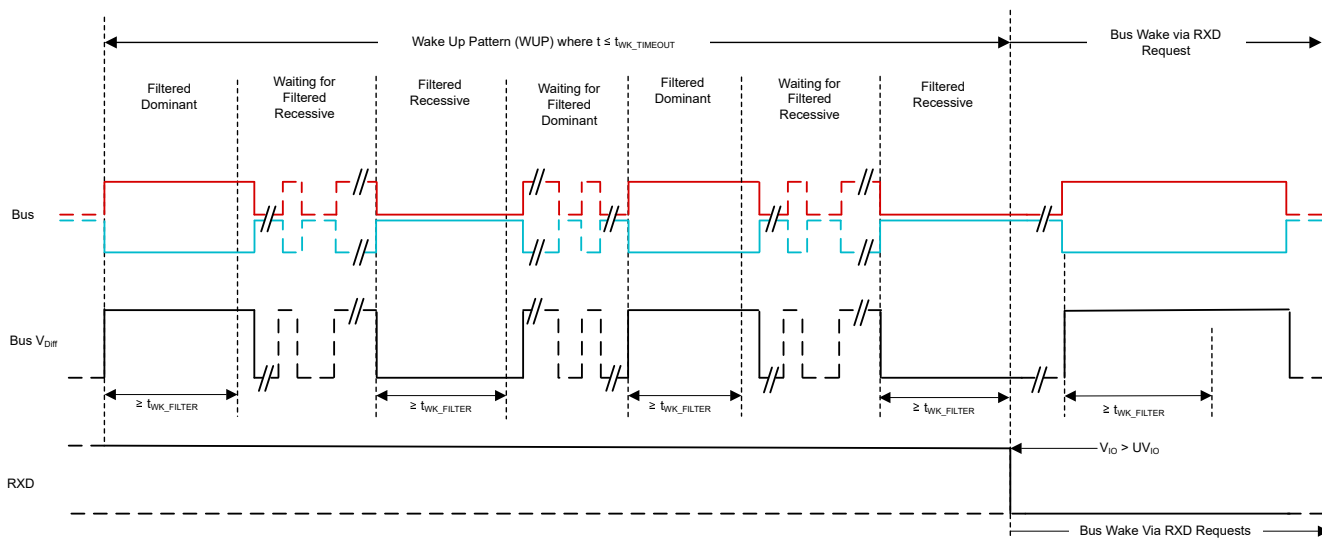 Wake Up Pattern (WUP) where t ≤ tWK_TIMEOUT
Bus Wake via RXD
Request
Filtered
Dominant
Waiting for
Filtered
Recessive
Filtered
Recessive
Waiting for
Filtered
Dominant
Filtered
Dominant
Waiting for
Filtered
Recessive
Filtered
Recessive
Bus
Bus VDiff
≥ tWK_FILTER
≥ tWK_FILTER
≥ tWK_FILTER
≥ tWK_FILTER
≥ tWK_FILTER
VIO > UVIO
RXD
Bus Wake Via RXD Requests